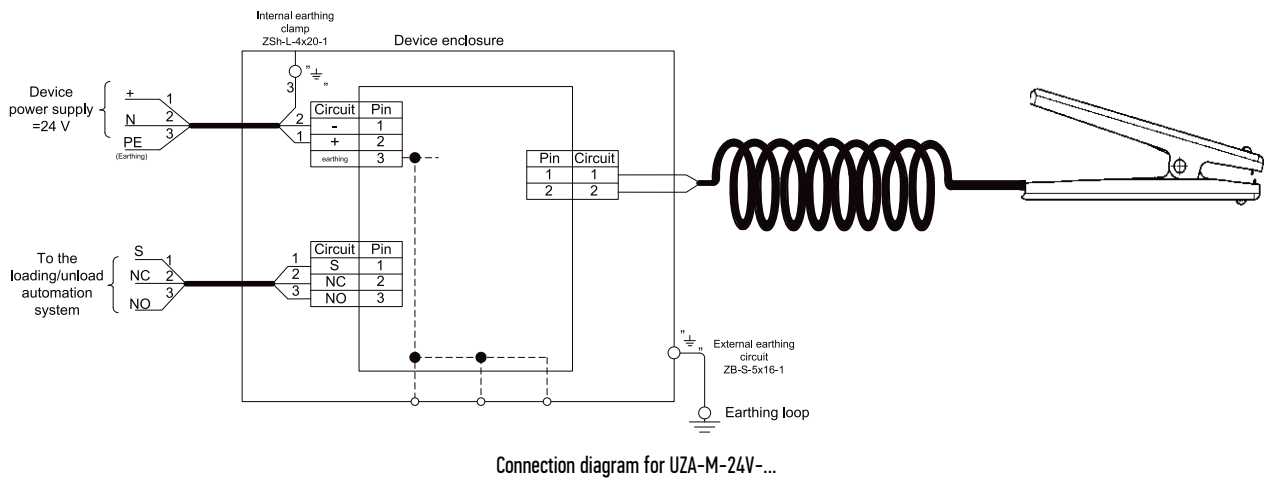 Internal earthing
clamp
ZSh-L-4x20-1
Device enclosure
Device
power supply
=24 V
+ 1
N 2
PE 3
(Earthing)
3
2
1
Circuit Pin
- 1
+ 2
earthing 3
Pin Circuit
1 1
2 2
To the
loading/unload
automation
system
S 1
NC 2
NO 3
1
2
3
Circuit Pin
S 1
NC 2
NO 3
External earthing
circuit
ZB-S-5x16-1
Earthing loop
Connection diagram for UZA-M-24V-...